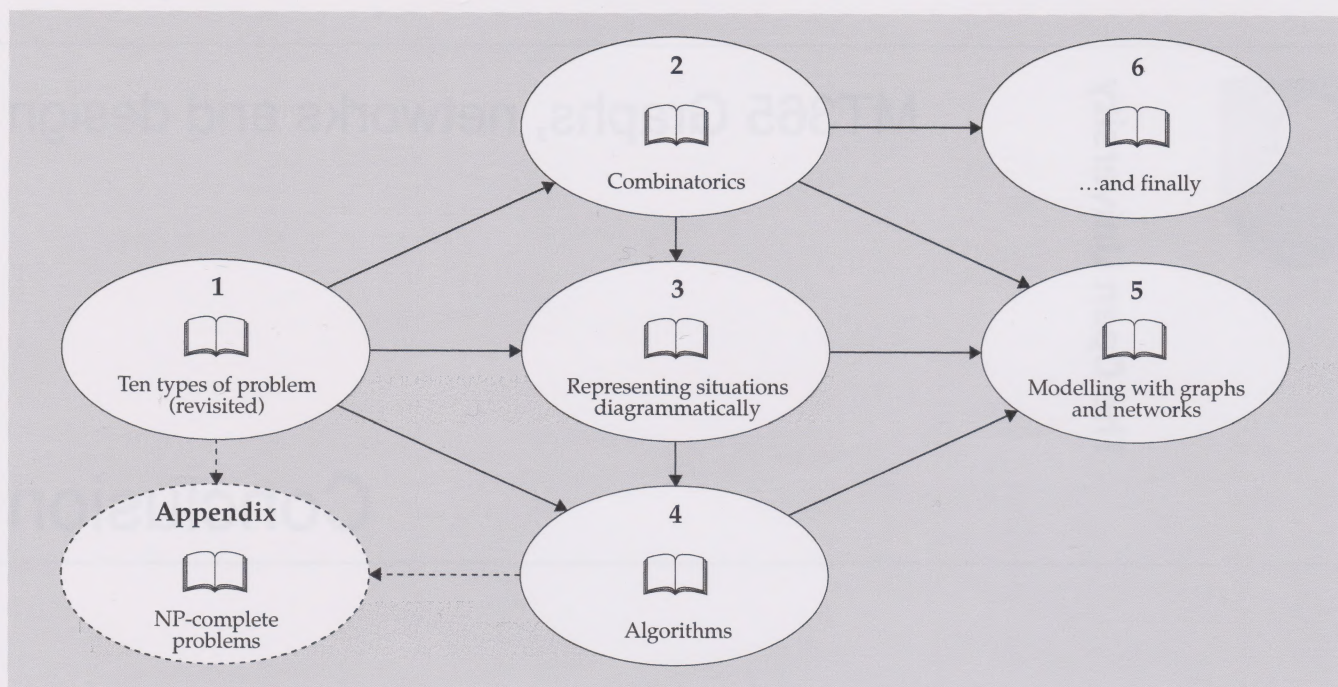 2
Combinatorics
6
...and finally
1
Ten types of problem
(revisited)
3
Representing situations
diagrammatically
5
Modelling with graphs
and networks
Appendix
NP-complete
problems
4
Algorithms
MT365 Graphs, networks and design
Conclusion